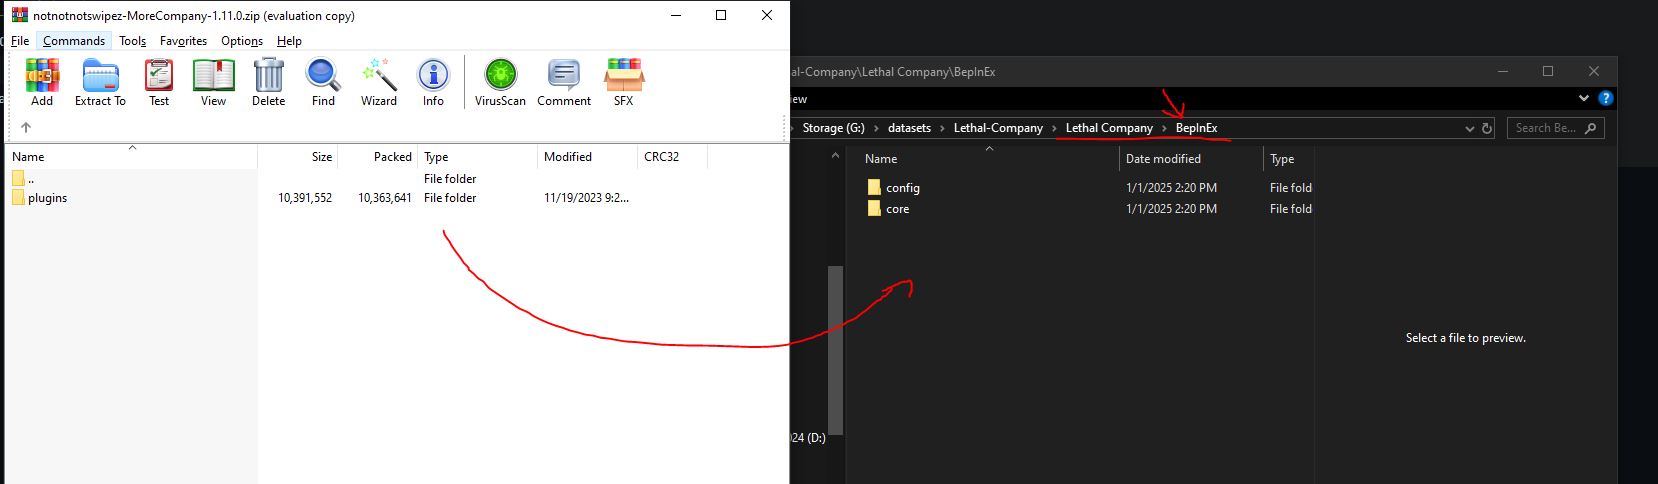 notnotnotswipez-MoreCompany-1.11.0.zip (evaluation copy)
File Commands Tools Favorites Options Help
Add Extract To Test View Delete Find Wizard Info VirusScan Comment SFX
Name Size Packed Type Modified CRC32
.. File folder
plugins 10,391,552 10,363,641 File folder 11/19/2023 9:2...
al-Company\Lethal Company\BepInEx
ew
Storage (G:) > datasets > Lethal-Company > Lethal Company > BepInEx
Search Be...
Name Date modified Type
config 1/1/2025 2:20 PM File fold
core 1/1/2025 2:20 PM File fold
Select a file to preview.
024 (D:)